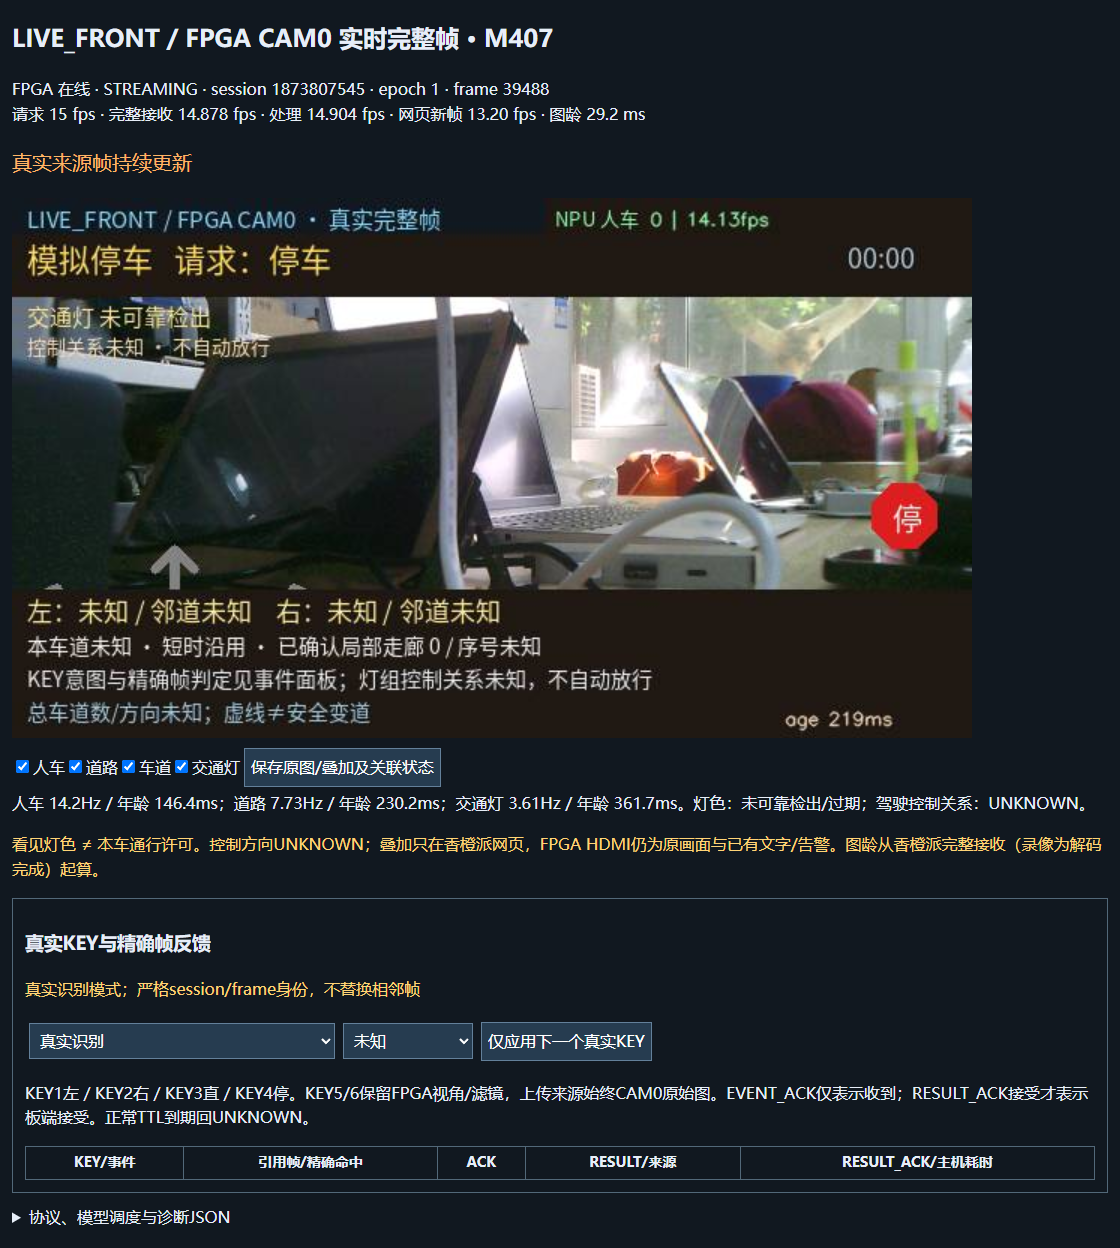 LIVE_FRONT / FPGA CAM0 实时完整帧 • M407
FPGA 在线 · STREAMING · session 1873807545 · epoch 1 · frame 39488
请求 15 fps · 完整接收 14.878 fps · 处理 14.904 fps · 网页新帧 13.20 fps · 图龄 29.2 ms
真实来源帧持续更新
LIVE_FRONT / FPGA CAM0 · 真实完整帧
NPU 人车 0 | 14.13fps
模拟停车 请求：停车
00:00
交通灯 未可靠检出
控制关系未知 · 不自动放行
停
左：未知 / 邻道未知 右：未知 / 邻道未知
本车道未知 · 短时沿用 · 已确认局部走廊 0 / 序号未知
KEY意图与精确帧判定见事件面板；灯组控制关系未知，不自动放行
总车道数/方向未知；虚线≠安全变道
age 219ms
人车 道路 车道 交通灯 保存原图/叠加及关联状态
人车 14.2Hz / 年龄 146.4ms；道路 7.73Hz / 年龄 230.2ms；交通灯 3.61Hz / 年龄 361.7ms。灯色：未可靠检出/过期；驾驶控制关系：UNKNOWN。
看见灯色 ≠ 本车通行许可。控制方向UNKNOWN；叠加只在香橙派网页，FPGA HDMI仍为原画面与已有文字/告警。图龄从香橙派完整接收（录像为解码
完成）起算。
真实KEY与精确帧反馈
真实识别模式；严格session/frame身份，不替换相邻帧
真实识别 未知 仅应用下一个真实KEY
KEY1左 / KEY2右 / KEY3直 / KEY4停。KEY5/6保留FPGA视角/滤镜，上传来源始终CAM0原始图。EVENT_ACK仅表示收到；RESULT_ACK接受才表示
板端接受。正常TTL到期回UNKNOWN。
KEY/事件 引用帧/精确命中 ACK RESULT/来源 RESULT_ACK/主机耗时
▶ 协议、模型调度与诊断JSON